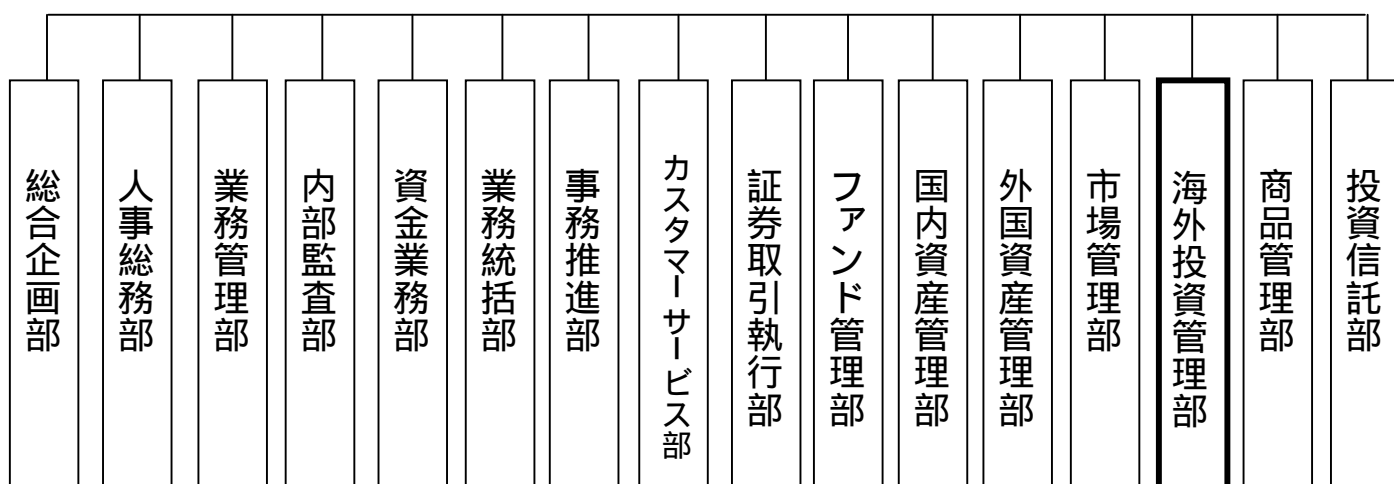 総合企画部
人事総務部
業務管理部
内部監査部
資金業務部
業務統括部
事務推進部
カスタマーサービス部
証券取引執行部
ファンド管理部
国内資産管理部
外国資産管理部
市場管理部
海外投資管理部
商品管理部
投資信託部